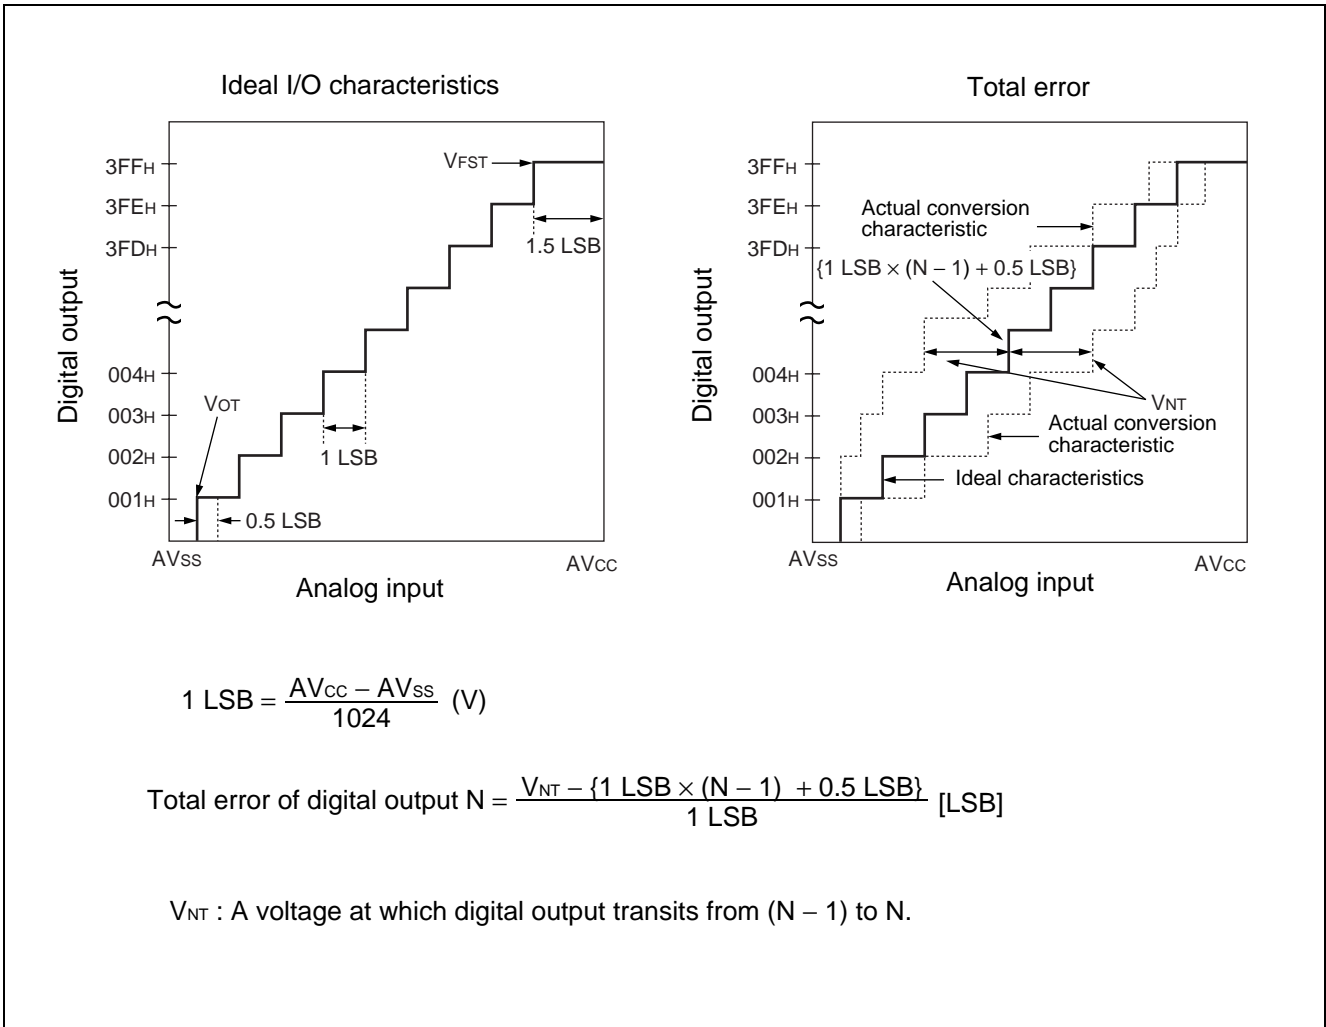 Ideal I/O characteristics
3FFH
3FEH
3FDH
004H
003H
002H
001H
Digital output
VFST
1.5 LSB
VOT
1 LSB
0.5 LSB
AVSS
AVCC
Analog input
Total error
3FFH
3FEH
3FDH
004H
003H
002H
001H
Digital output
Actual conversion
characteristic
{1 LSB × (N − 1) + 0.5 LSB}
VNT
Actual conversion
characteristic
Ideal characteristics
AVSS
AVCC
Analog input
1 LSB = AVCC − AVSS / 1024 (V)
Total error of digital output N = VNT − {1 LSB × (N − 1) + 0.5 LSB} / 1 LSB [LSB]
VNT : A voltage at which digital output transits from (N − 1) to N.